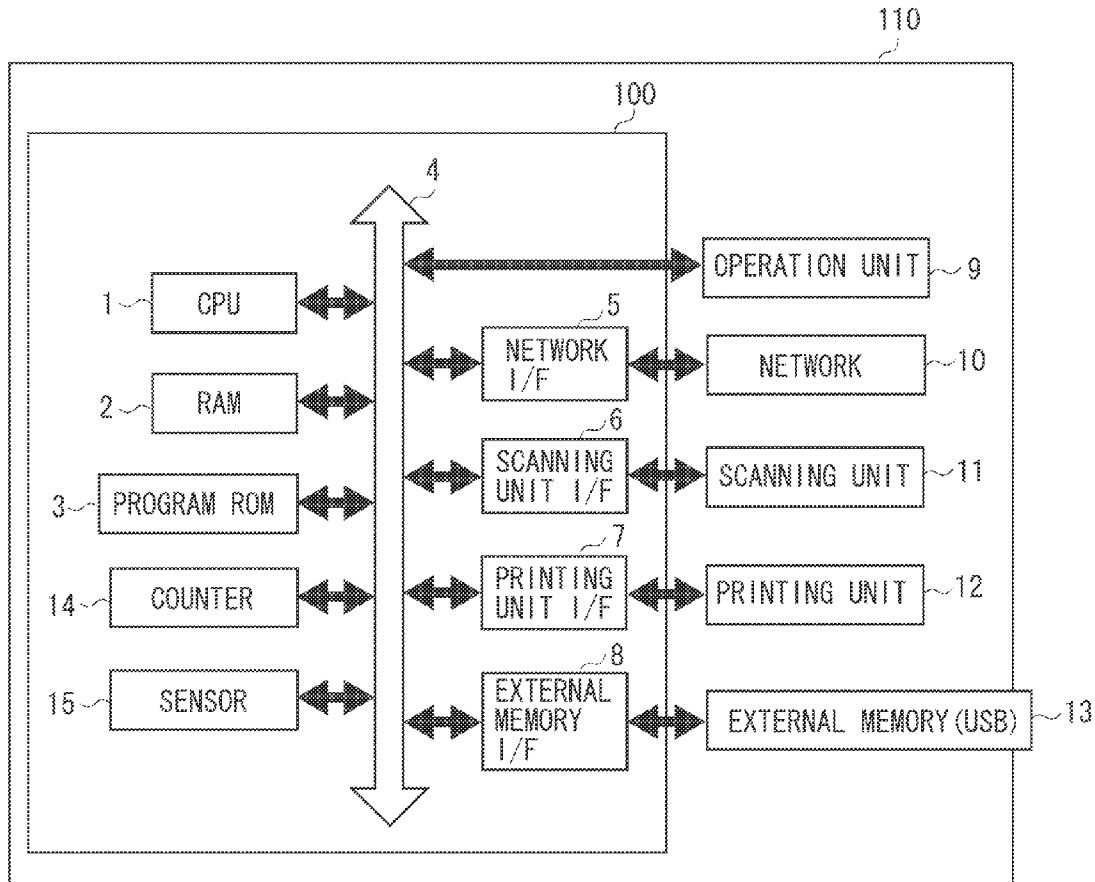 110
100
4
OPERATION UNIT
9
1
CPU
5
NETWORK
I/F
NETWORK
10
2
RAM
6
SCANNING
UNIT I/F
SCANNING UNIT
11
3
PROGRAM ROM
7
PRINTING
UNIT I/F
PRINTING UNIT
12
14
COUNTER
8
EXTERNAL
MEMORY
I/F
EXTERNAL MEMORY(USB)
13
15
SENSOR